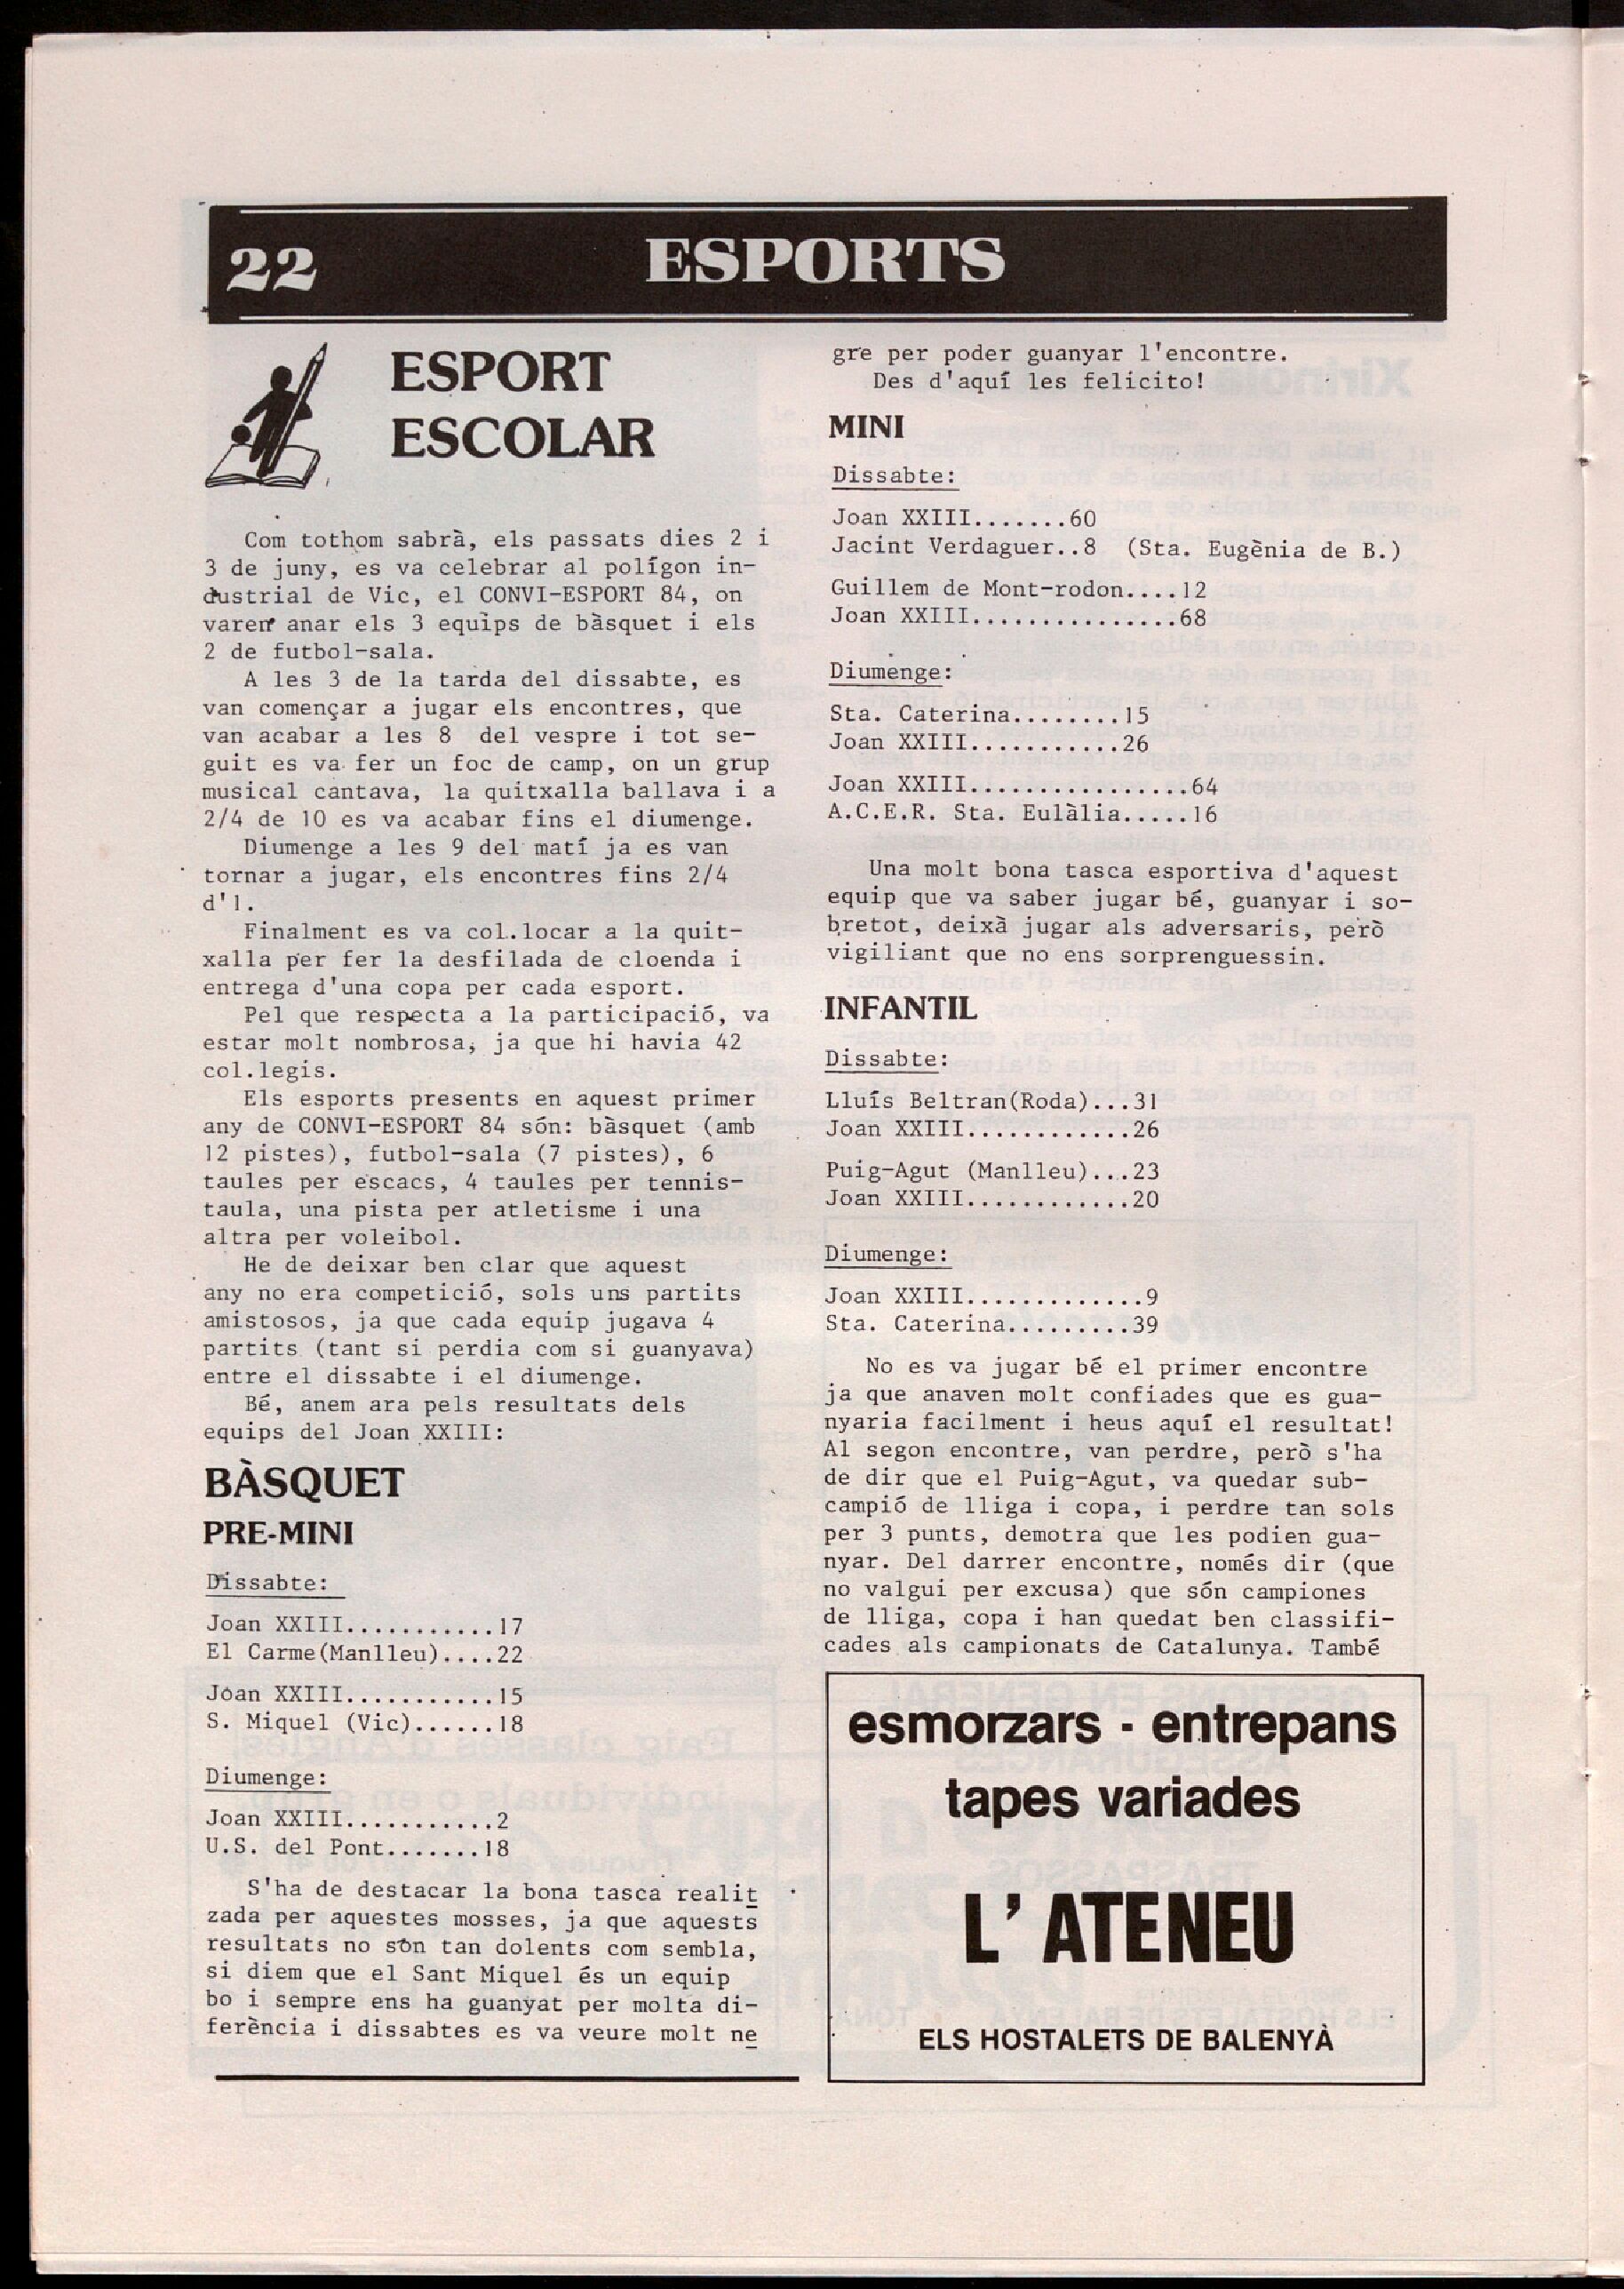 22
ESPORTS
ESPORT
ESCOLAR
Com tothom sabrà, els passats dies 2 i
3 de juny, es va celebrar al polígon in-
dustrial de Vic, el CONVI-ESPORT 84, on
varen anar els 3 equips de bàsquet i els
2 de futbol-sala.
A les 3 de la tarda del dissabte, es
van començar a jugar els encontres, que
van acabar a les 8 del vespre i tot se-
guit es va fer un foc de camp, on un grup
musical cantava, la quitxalla ballava i a
2/4 de 10 es va acabar fins el diumenge.
Diumenge a les 9 del matí ja es van
tornar a jugar, els encontres fins 2/4
d'1.
Finalment es va col.locar a la quit-
xalla per fer la desfilada de cloenda i
entrega d'una copa per cada esport.
Pel que respecta a la participació, va
estar molt nombrosa, ja que hi havia 42
col.legis.
Els esports presents en aquest primer
any de CONVI-ESPORT 84 són: bàsquet (amb
12 pistes), futbol-sala (7 pistes), 6
taules per escacs, 4 taules per tennis-
taula, una pista per atletisme i una
altra per voleibol.
He de deixar ben clar que aquest
any no era competició, sols uns partits
amistosos, ja que cada equip jugava 4
partits (tant si perdia com si guanyava)
entre el dissabte i el diumenge.
Bé, anem ara pels resultats dels
equips del Joan XXIII:
BÀSQUET
PRE-MINI
Dissabte:
Joan XXIII...........17
El Carme(Manlleu)....22
Joan XXIII...........15
S. Miquel (Vic)......18
Diumenge:
Joan XXIII...........2
U.S. del Pont.......18
S'ha de destacar la bona tasca realit
zada per aquestes mosses, ja que aquests
resultats no són tan dolents com sembla,
si diem que el Sant Miquel és un equip
bo i sempre ens ha guanyat per molta di-
ferència i dissabtes es va veure molt ne
gre per poder guanyar l'encontre.
Des d'aquí les felicito!
MINI
Dissabte:
Joan XXIII.......60
Jacint Verdaguer..8 (Sta. Eugènia de B.)
Guillem de Mont-rodon....12
Joan XXIII...............68
Diumenge:
Sta. Caterina........15
Joan XXIII...........26
Joan XXIII................64
A.C.E.R. Sta. Eulàlia.....16
Una molt bona tasca esportiva d'aquest
equip que va saber jugar bé, guanyar i so-
bretot, deixà jugar als adversaris, però
vigiliant que no ens sorprenguessin.
INFANTIL
Dissabte:
Lluís Beltran(Roda)...31
Joan XXIII............26
Puig-Agut (Manlleu)...23
Joan XXIII............20
Diumenge:
Joan XXIII.............9
Sta. Caterina.........39
No es va jugar bé el primer encontre
ja que anaven molt confiades que es gua-
nyaria facilment i heus aquí el resultat!
Al segon encontre, van perdre, però s'ha
de dir que el Puig-Agut, va quedar sub-
campió de lliga i copa, i perdre tan sols
per 3 punts, demotra que les podien gua-
nyar. Del darrer encontre, només dir (que
no valgui per excusa) que són campiones
de lliga, copa i han quedat ben classifi-
cades als campionats de Catalunya. També
esmorzars - entrepans
tapes variades
L' ATENEU
ELS HOSTALETS DE BALENYÀ